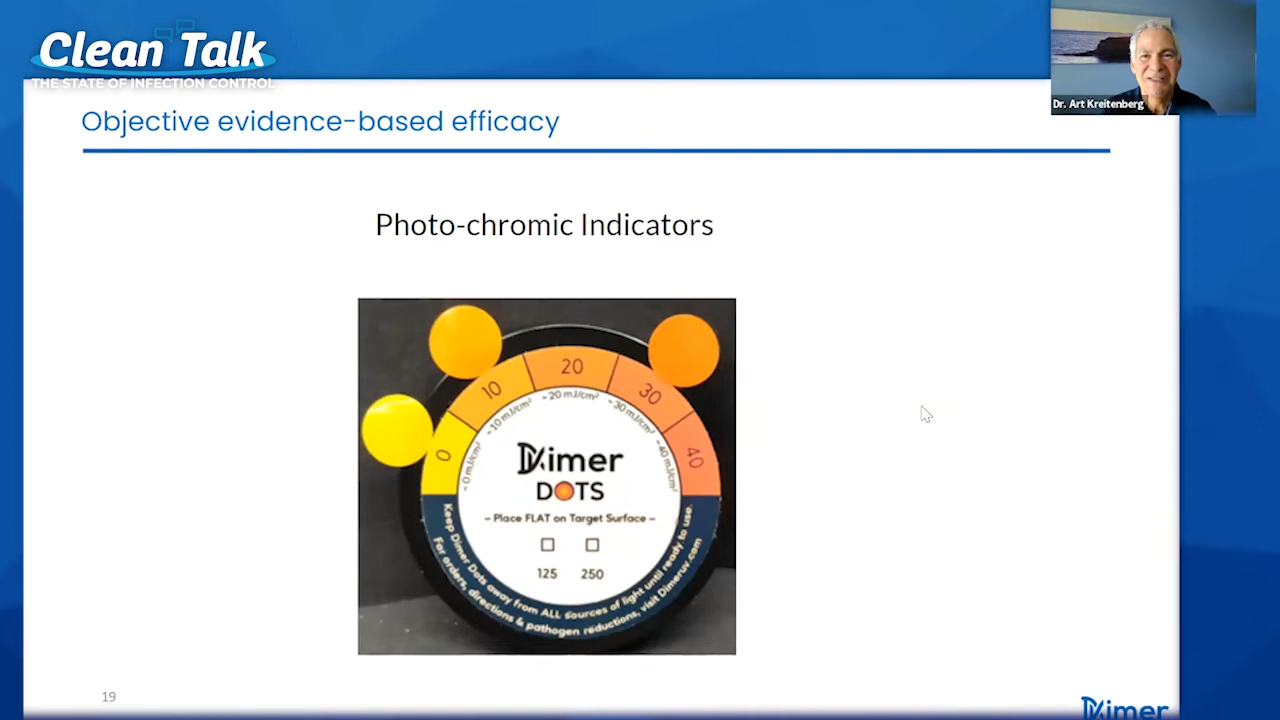 Clean Talk
THE STATE OF INFECTION CONTROL
Dr. Art Kreitenberg
Objective evidence-based efficacy
Photo-chromic Indicators
0
10
20
30
40
- 0 mJ/cm²
- 10 mJ/cm²
- 20 mJ/cm²
- 30 mJ/cm²
- 40 mJ/cm²
Dimer
DOTS
– Place FLAT on Target Surface –
125 250
Keep Dimer Dots away from ALL sources of light until ready to use.
For orders, directions & pathogen reductions, visit Dimeruv.com
19
Dimer